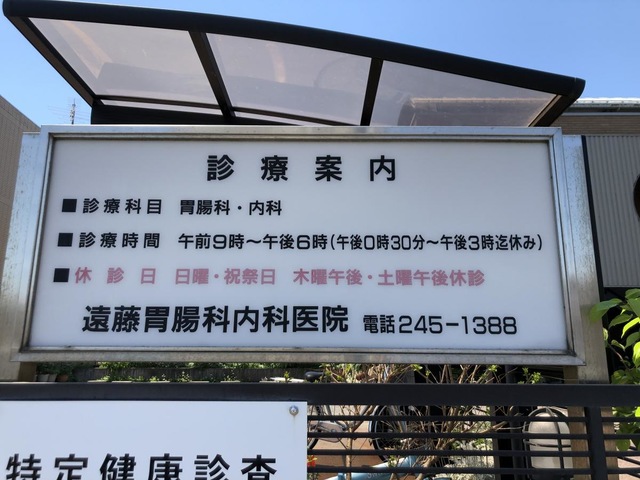 診療案内
■診療科目 胃腸科・内科
■診療時間 午前9時～午後6時(午後0時30分～午後3時迄休み)
■休診日 日曜・祝祭日 木曜午後・土曜午後休診
遠藤胃腸科内科医院 電話245-1388
特定健康診査